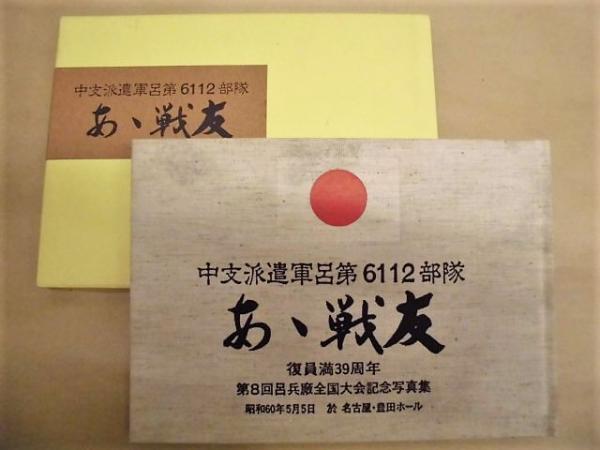 中支派遣軍呂第6112部隊
あゝ戦友
中支派遣軍呂第6112部隊
あゝ戦友
復員満39周年
第8回呂兵廠全国大会記念写真集
昭和60年5月5日 於 名古屋・豊田ホール